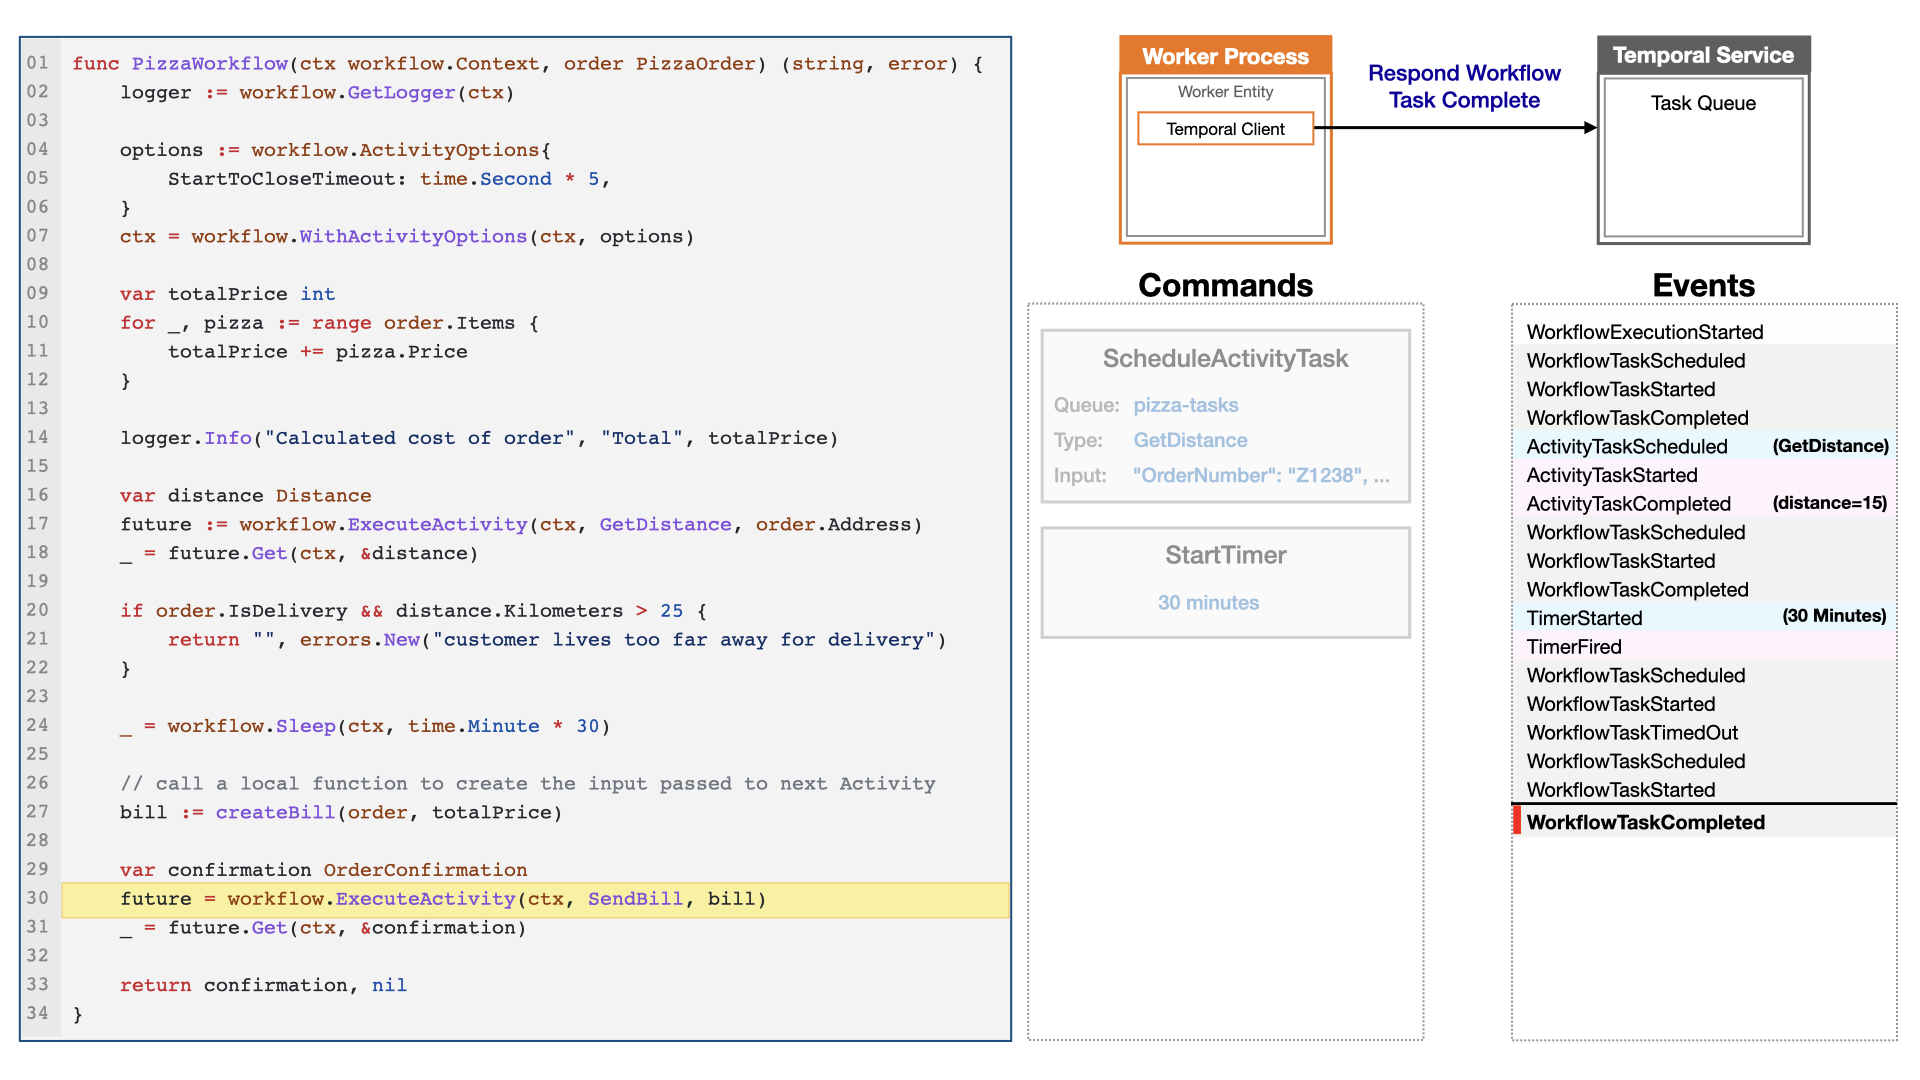 01 func PizzaWorkflow(ctx workflow.Context, order PizzaOrder) (string, error) {
02     logger := workflow.GetLogger(ctx)
03
04     options := workflow.ActivityOptions{
05         StartToCloseTimeout: time.Second * 5,
06     }
07     ctx = workflow.WithActivityOptions(ctx, options)
08
09     var totalPrice int
10     for _, pizza := range order.Items {
11         totalPrice += pizza.Price
12     }
13
14     logger.Info("Calculated cost of order", "Total", totalPrice)
15
16     var distance Distance
17     future := workflow.ExecuteActivity(ctx, GetDistance, order.Address)
18     _ = future.Get(ctx, &distance)
19
20     if order.IsDelivery && distance.Kilometers > 25 {
21         return "", errors.New("customer lives too far away for delivery")
22     }
23
24     _ = workflow.Sleep(ctx, time.Minute * 30)
25
26     // call a local function to create the input passed to next Activity
27     bill := createBill(order, totalPrice)
28
29     var confirmation OrderConfirmation
30     future = workflow.ExecuteActivity(ctx, SendBill, bill)
31     _ = future.Get(ctx, &confirmation)
32
33     return confirmation, nil
34 }
Worker Process
Worker Entity
Temporal Client
Respond Workflow
Task Complete
Temporal Service
Task Queue
Commands
ScheduleActivityTask
Queue: pizza-tasks
Type: GetDistance
Input: "OrderNumber": "Z1238", ...
StartTimer
30 minutes
Events
WorkflowExecutionStarted
WorkflowTaskScheduled
WorkflowTaskStarted
WorkflowTaskCompleted
ActivityTaskScheduled (GetDistance)
ActivityTaskStarted
ActivityTaskCompleted (distance=15)
WorkflowTaskScheduled
WorkflowTaskStarted
WorkflowTaskCompleted
TimerStarted (30 Minutes)
TimerFired
WorkflowTaskScheduled
WorkflowTaskStarted
WorkflowTaskTimedOut
WorkflowTaskScheduled
WorkflowTaskStarted
WorkflowTaskCompleted